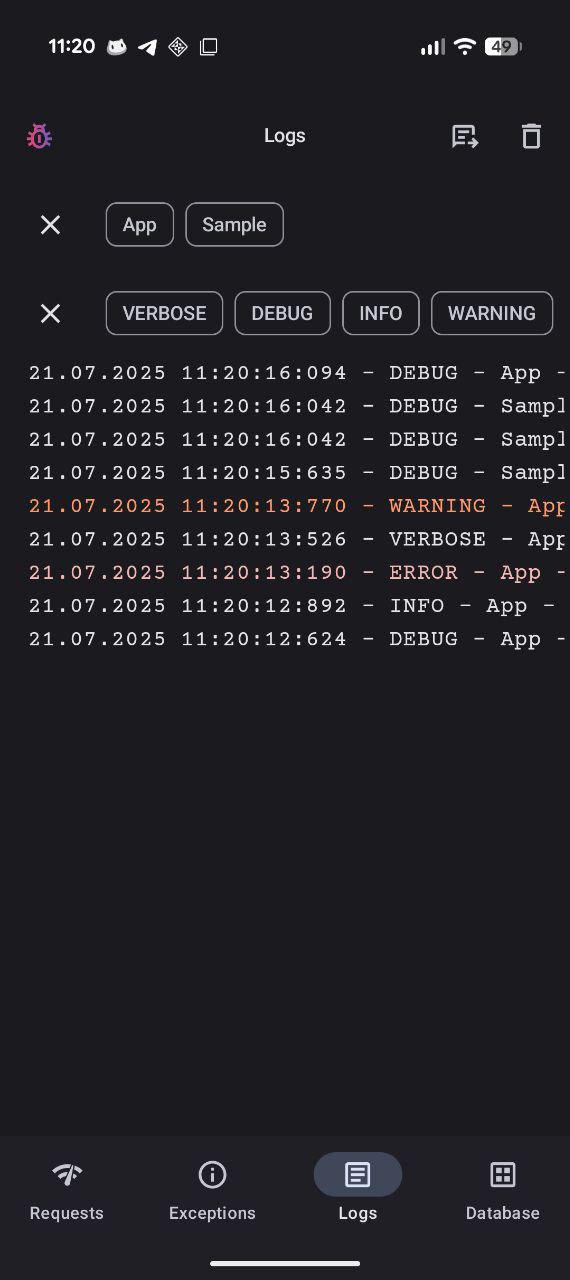 11:20 49
Logs
App Sample
VERBOSE DEBUG INFO WARNING
21.07.2025 11:20:16:094 - DEBUG - App -
21.07.2025 11:20:16:042 - DEBUG - Sampl
21.07.2025 11:20:16:042 - DEBUG - Sampl
21.07.2025 11:20:15:635 - DEBUG - Sampl
21.07.2025 11:20:13:770 - WARNING - App
21.07.2025 11:20:13:526 - VERBOSE - App
21.07.2025 11:20:13:190 - ERROR - App -
21.07.2025 11:20:12:892 - INFO - App -
21.07.2025 11:20:12:624 - DEBUG - App -
Requests Exceptions Logs Database